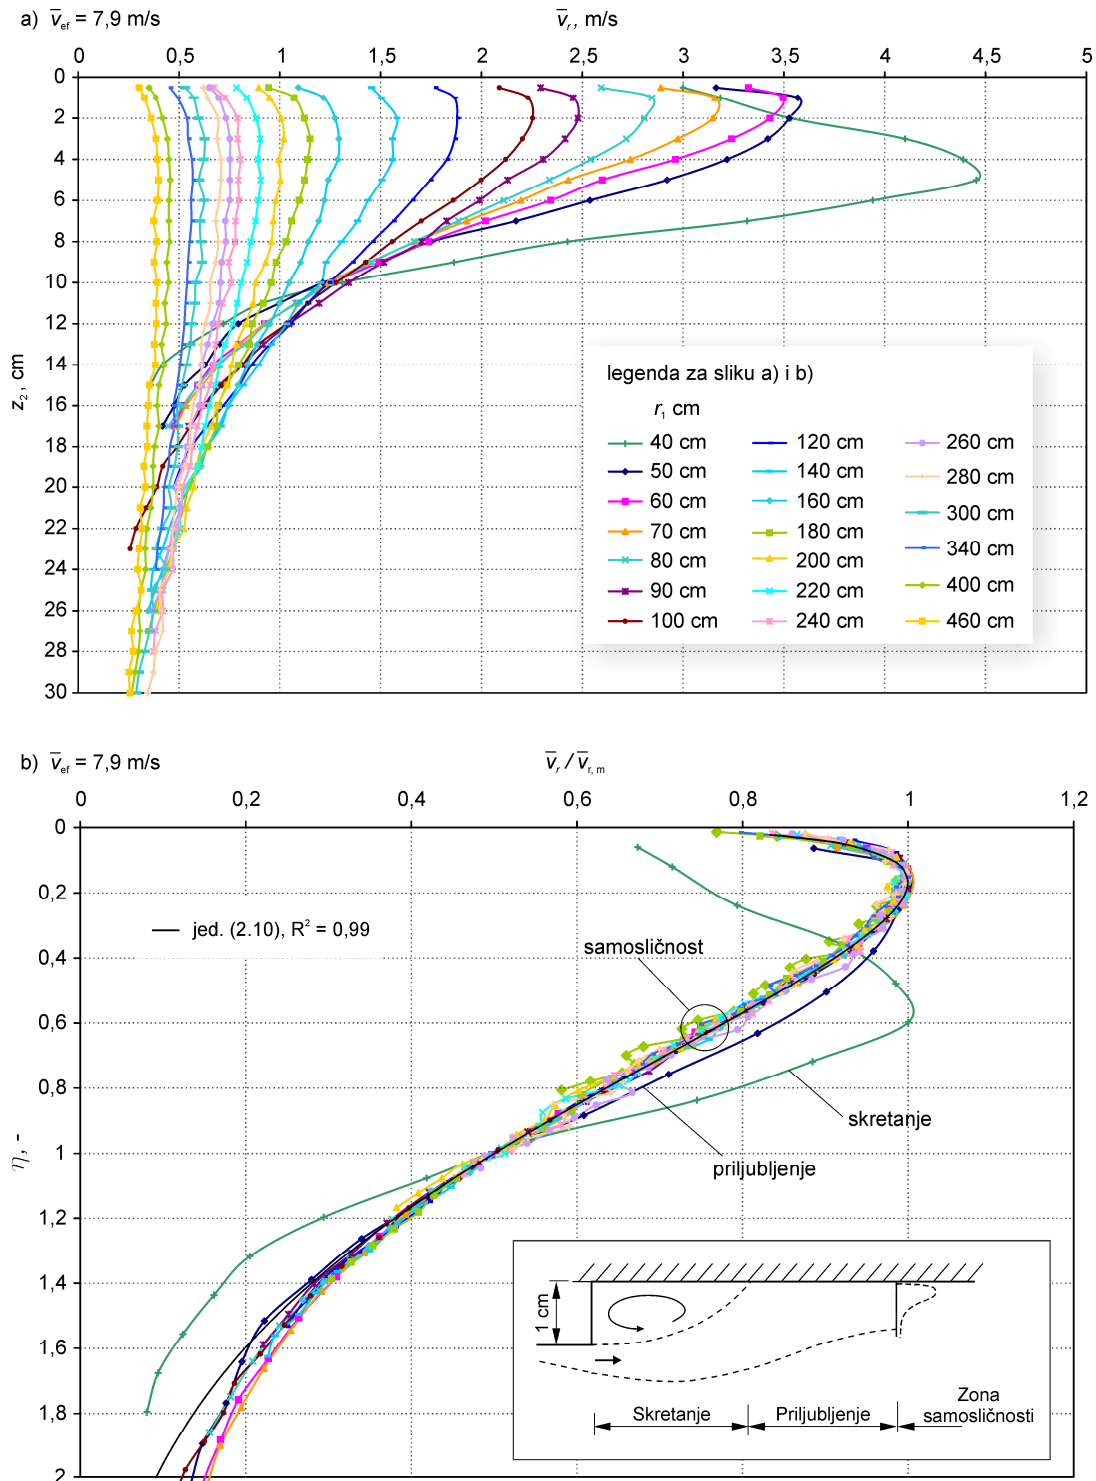 a) v̅ef = 7,9 m/s
v̅r, m/s
0 0,5 1 1,5 2 2,5 3 3,5 4 4,5 5
0
2
4
6
8
10
12
14
16
18
20
22
24
26
28
30
z2, cm
legenda za sliku a) i b)
r1 cm
40 cm
50 cm
60 cm
70 cm
80 cm
90 cm
100 cm
120 cm
140 cm
160 cm
180 cm
200 cm
220 cm
240 cm
260 cm
280 cm
300 cm
340 cm
400 cm
460 cm
b) v̅ef = 7,9 m/s
v̅r / v̅r, m
0 0,2 0,4 0,6 0,8 1 1,2
0
0,2
0,4
0,6
0,8
1
1,2
1,4
1,6
1,8
2
η, -
jed. (2.10), R² = 0,99
samosličnost
skretanje
priljubljenje
1 cm
Skretanje
Priljubljenje
Zona
samosličnosti